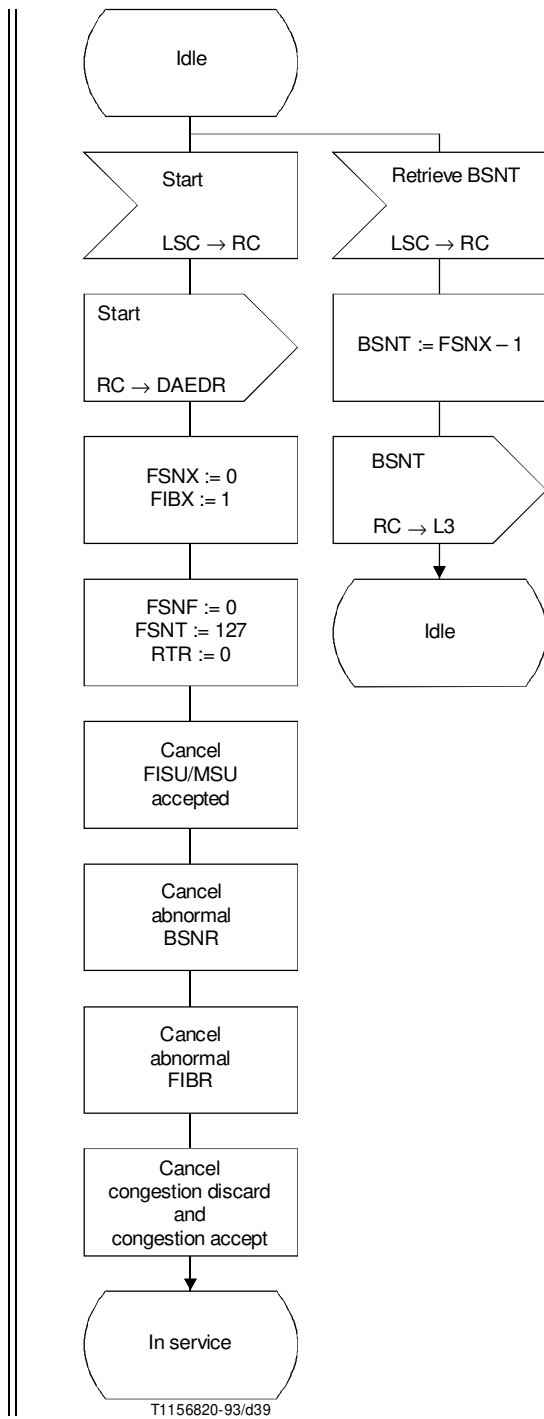 Idle
Start
LSC → RC
Retrieve BSNT
LSC → RC
Start
RC → DAEDR
BSNT := FSNX – 1
FSNX := 0
FIBX := 1
BSNT
RC → L3
FSNF := 0
FSNT := 127
RTR := 0
Idle
Cancel
FISU/MSU
accepted
Cancel
abnormal
BSNR
Cancel
abnormal
FIBR
Cancel
congestion discard
and
congestion accept
In service
T1156820-93/d39